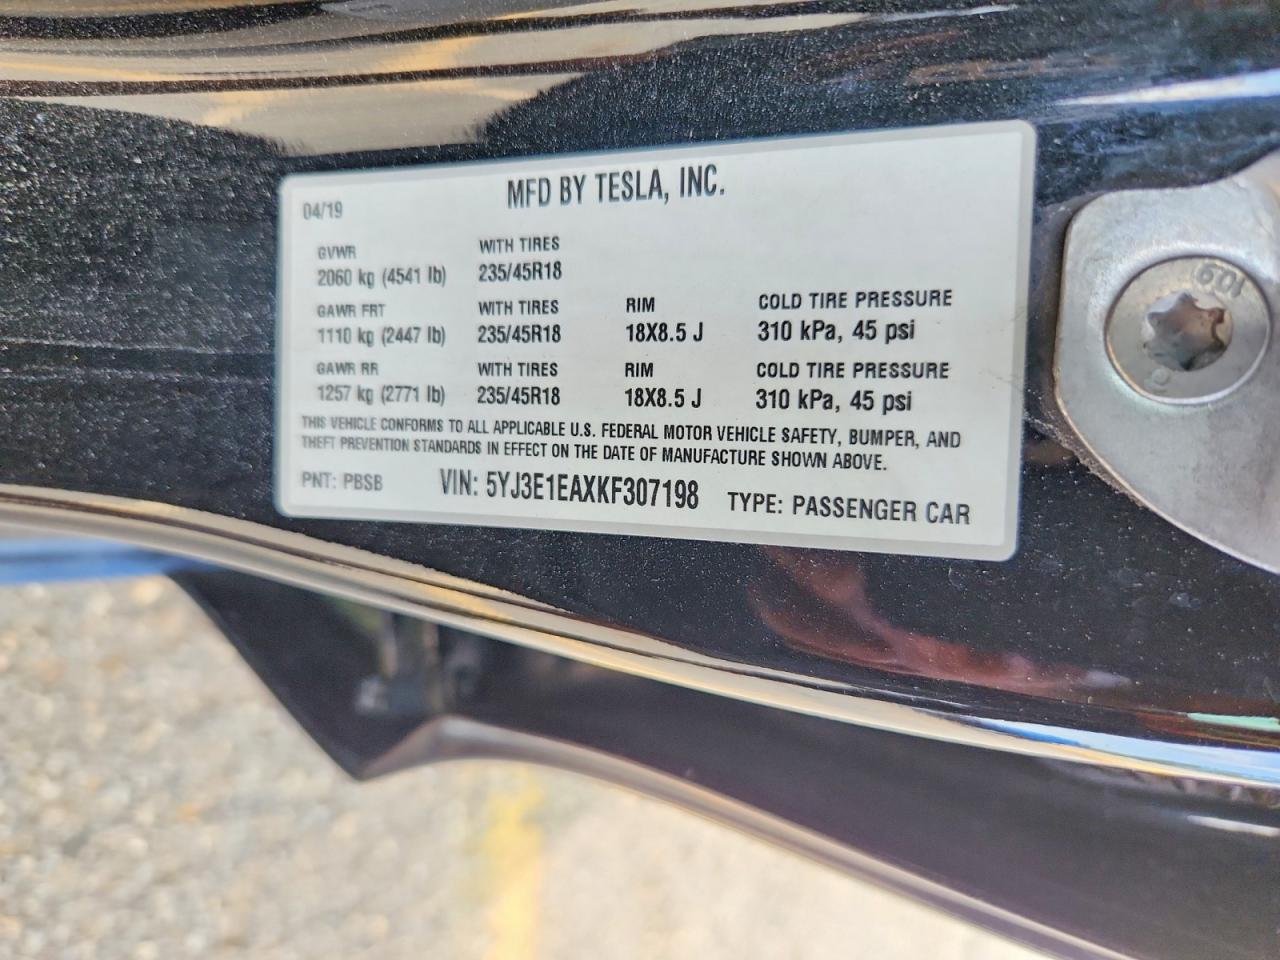 MFD BY TESLA, INC.
04/19
GVWR WITH TIRES
2060 kg (4541 lb) 235/45R18
GAWR FRT WITH TIRES RIM COLD TIRE PRESSURE
1110 kg (2447 lb) 235/45R18 18X8.5 J 310 kPa, 45 psi
GAWR RR WITH TIRES RIM COLD TIRE PRESSURE
1257 kg (2771 lb) 235/45R18 18X8.5 J 310 kPa, 45 psi
THIS VEHICLE CONFORMS TO ALL APPLICABLE U.S. FEDERAL MOTOR VEHICLE SAFETY, BUMPER, AND
THEFT PREVENTION STANDARDS IN EFFECT ON THE DATE OF MANUFACTURE SHOWN ABOVE.
PNT: PBSB VIN: 5YJ3E1EAXKF307198 TYPE: PASSENGER CAR
10.9